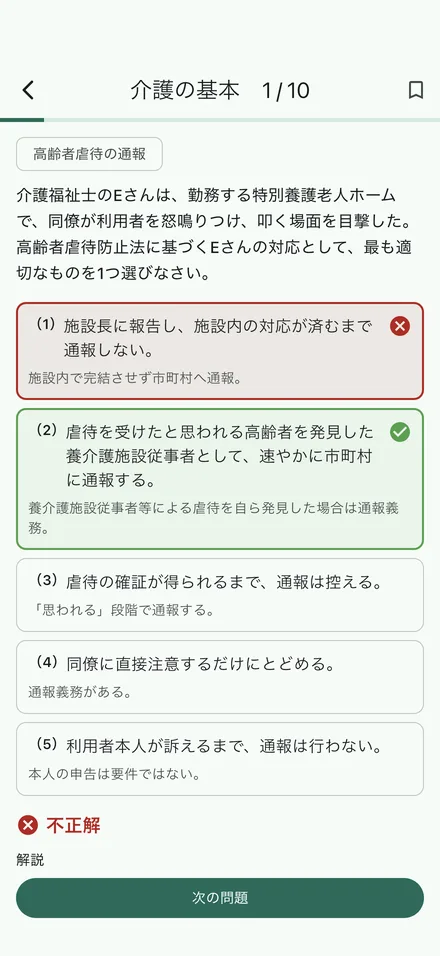 介護の基本 1/10
高齢者虐待の通報
介護福祉士のEさんは、勤務する特別養護老人ホーム
で、同僚が利用者を怒鳴りつけ、叩く場面を目撃した。
高齢者虐待防止法に基づくEさんの対応として、最も適
切なものを1つ選びなさい。
(1) 施設長に報告し、施設内の対応が済むまで
通報しない。
施設内で完結させず市町村へ通報。
(2) 虐待を受けたと思われる高齢者を発見した
養介護施設従事者として、速やかに市町村
に通報する。
養介護施設従事者等による虐待を自ら発見した場合は通報義
務。
(3) 虐待の確証が得られるまで、通報は控える。
「思われる」段階で通報する。
(4) 同僚に直接注意するだけにとどめる。
通報義務がある。
(5) 利用者本人が訴えるまで、通報は行わない。
本人の申告は要件ではない。
不正解
解説
次の問題